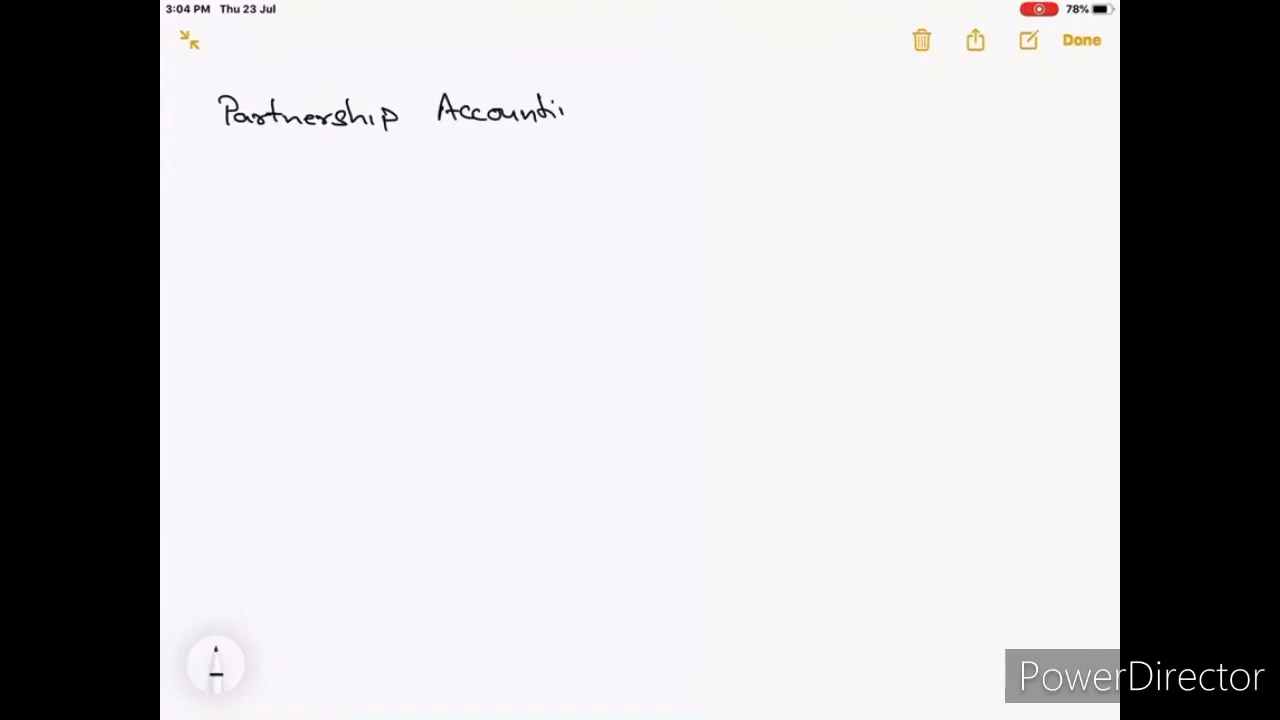 3:04 PM Thu 23 Jul
78%
Done
Partnership Accounti
PowerDirector